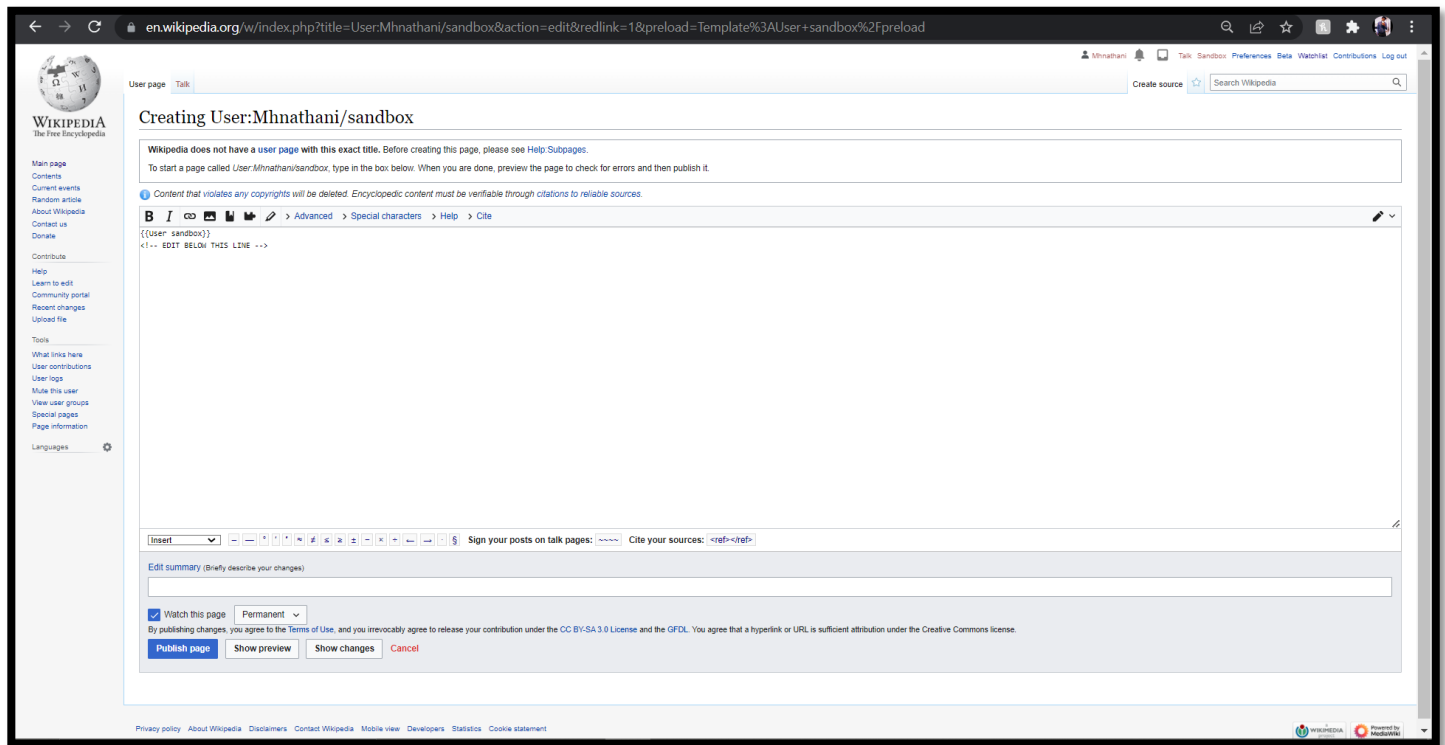 en.wikipedia.org/w/index.php?title=User:Mhnathani/sandbox&action=edit&redlink=1&preload=Template%3AUser+sandbox%2Fpreload
Mhnathani Talk Sandbox Preferences Beta Watchlist Contributions Log out
User page Talk
Create source Search Wikipedia
WIKIPEDIA
The Free Encyclopedia
Main page
Contents
Current events
Random article
About Wikipedia
Contact us
Donate
Contribute
Help
Learn to edit
Community portal
Recent changes
Upload file
Tools
What links here
User contributions
User logs
Mute this user
View user groups
Special pages
Page information
Languages
Creating User:Mhnathani/sandbox
Wikipedia does not have a user page with this exact title. Before creating this page, please see Help:Subpages.
To start a page called User:Mhnathani/sandbox, type in the box below. When you are done, preview the page to check for errors and then publish it.
Content that violates any copyrights will be deleted. Encyclopedic content must be verifiable through citations to reliable sources.
B I > Advanced > Special characters > Help > Cite
{{User sandbox}}
<!-- EDIT BELOW THIS LINE -->
Insert – — ° ′ ″ ≈ ≠ ≤ ≥ ± − × ÷ ← → · § Sign your posts on talk pages: ~~~~ Cite your sources: <ref></ref>
Edit summary (Briefly describe your changes)
Watch this page Permanent
By publishing changes, you agree to the Terms of Use, and you irrevocably agree to release your contribution under the CC BY-SA 3.0 License and the GFDL. You agree that a hyperlink or URL is sufficient attribution under the Creative Commons license.
Publish page Show preview Show changes Cancel
Privacy policy About Wikipedia Disclaimers Contact Wikipedia Mobile view Developers Statistics Cookie statement
WIKIMEDIA
Powered by
MediaWiki